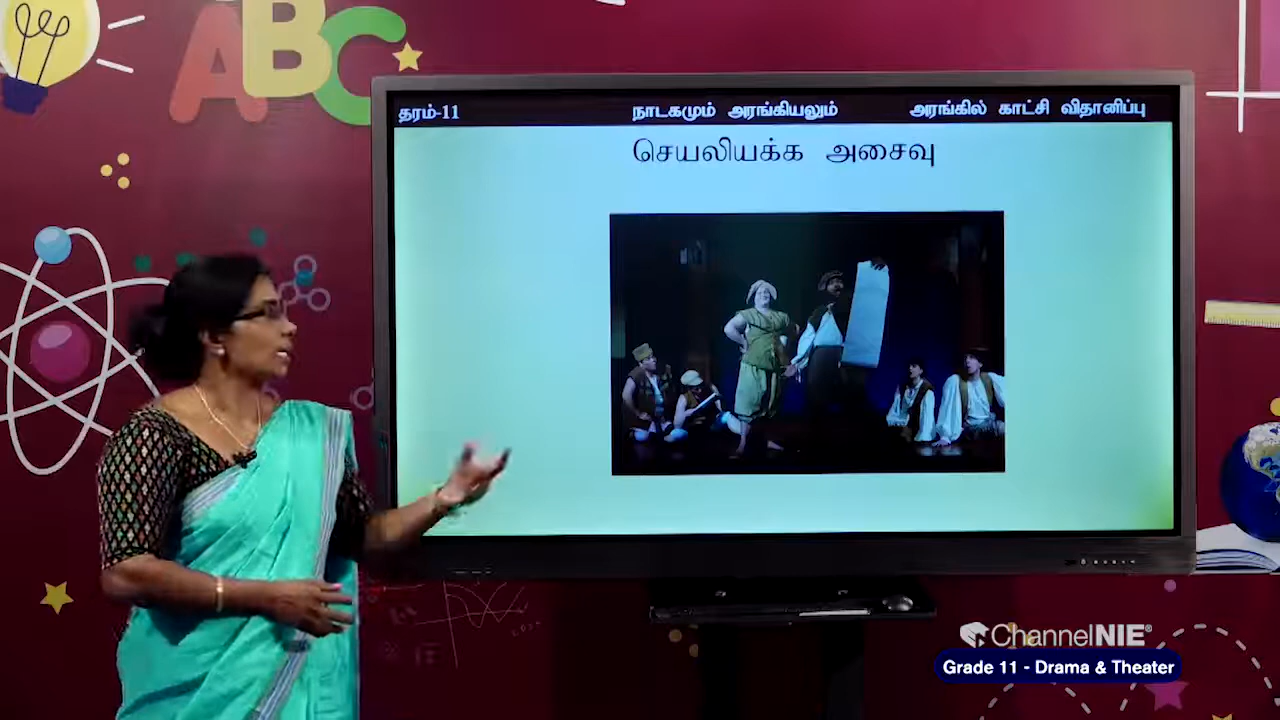 ABC
தரம்-11 நாடகமும் அரங்கியலும் அரங்கில் காட்சி விதானிப்பு
செயலியக்க அசைவு
ChannelNIE®
Grade 11 - Drama & Theater